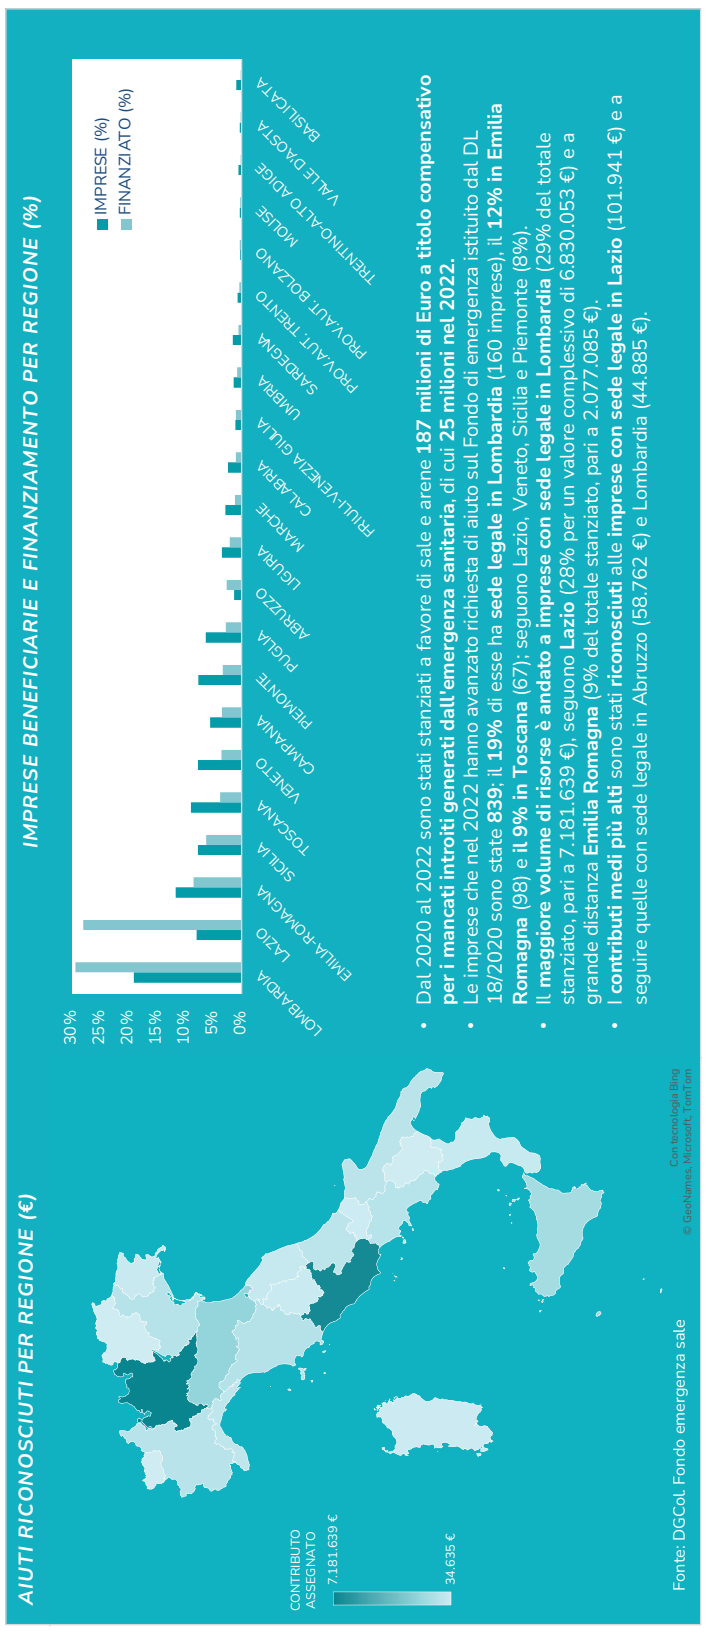 AIUTI RICONOSCIUTI PER REGIONE (€)
CONTRIBUTO
ASSEGNATO
7.181.639 €
34.635 €
Con tecnologia Bing
© GeoNames, Microsoft, TomTom
Fonte: DGCol. Fondo emergenza sale
IMPRESE BENEFICIARIE E FINANZIAMENTO PER REGIONE (%)
30%
25%
20%
15%
10%
5%
0%
IMPRESE (%)
FINANZIATO (%)
LOMBARDIA
LAZIO
EMILIA-ROMAGNA
SICILIA
TOSCANA
VENETO
CAMPANIA
PIEMONTE
PUGLIA
ABRUZZO
LIGURIA
MARCHE
CALABRIA
FRIULI-VENEZIA GIULIA
UMBRIA
SARDEGNA
PROV.AUT. TRENTO
PROV.AUT. BOLZANO
MOLISE
TRENTINO-ALTO ADIGE
VALLE D'AOSTA
BASILICATA
• Dal 2020 al 2022 sono stati stanziati a favore di sale e arene 187 milioni di Euro a titolo compensativo
per i mancati introiti generati dall'emergenza sanitaria, di cui 25 milioni nel 2022.
• Le imprese che nel 2022 hanno avanzato richiesta di aiuto sul Fondo di emergenza istituito dal DL
18/2020 sono state 839; il 19% di esse ha sede legale in Lombardia (160 imprese), il 12% in Emilia
Romagna (98) e il 9% in Toscana (67); seguono Lazio, Veneto, Sicilia e Piemonte (8%).
• Il maggiore volume di risorse è andato a imprese con sede legale in Lombardia (29% del totale
stanziato, pari a 7.181.639 €), seguono Lazio (28% per un valore complessivo di 6.830.053 €) e a
grande distanza Emilia Romagna (9% del totale stanziato, pari a 2.077.085 €).
• I contributi medi più alti sono stati riconosciuti alle imprese con sede legale in Lazio (101.941 €) e a
seguire quelle con sede legale in Abruzzo (58.762 €) e Lombardia (44.885 €).